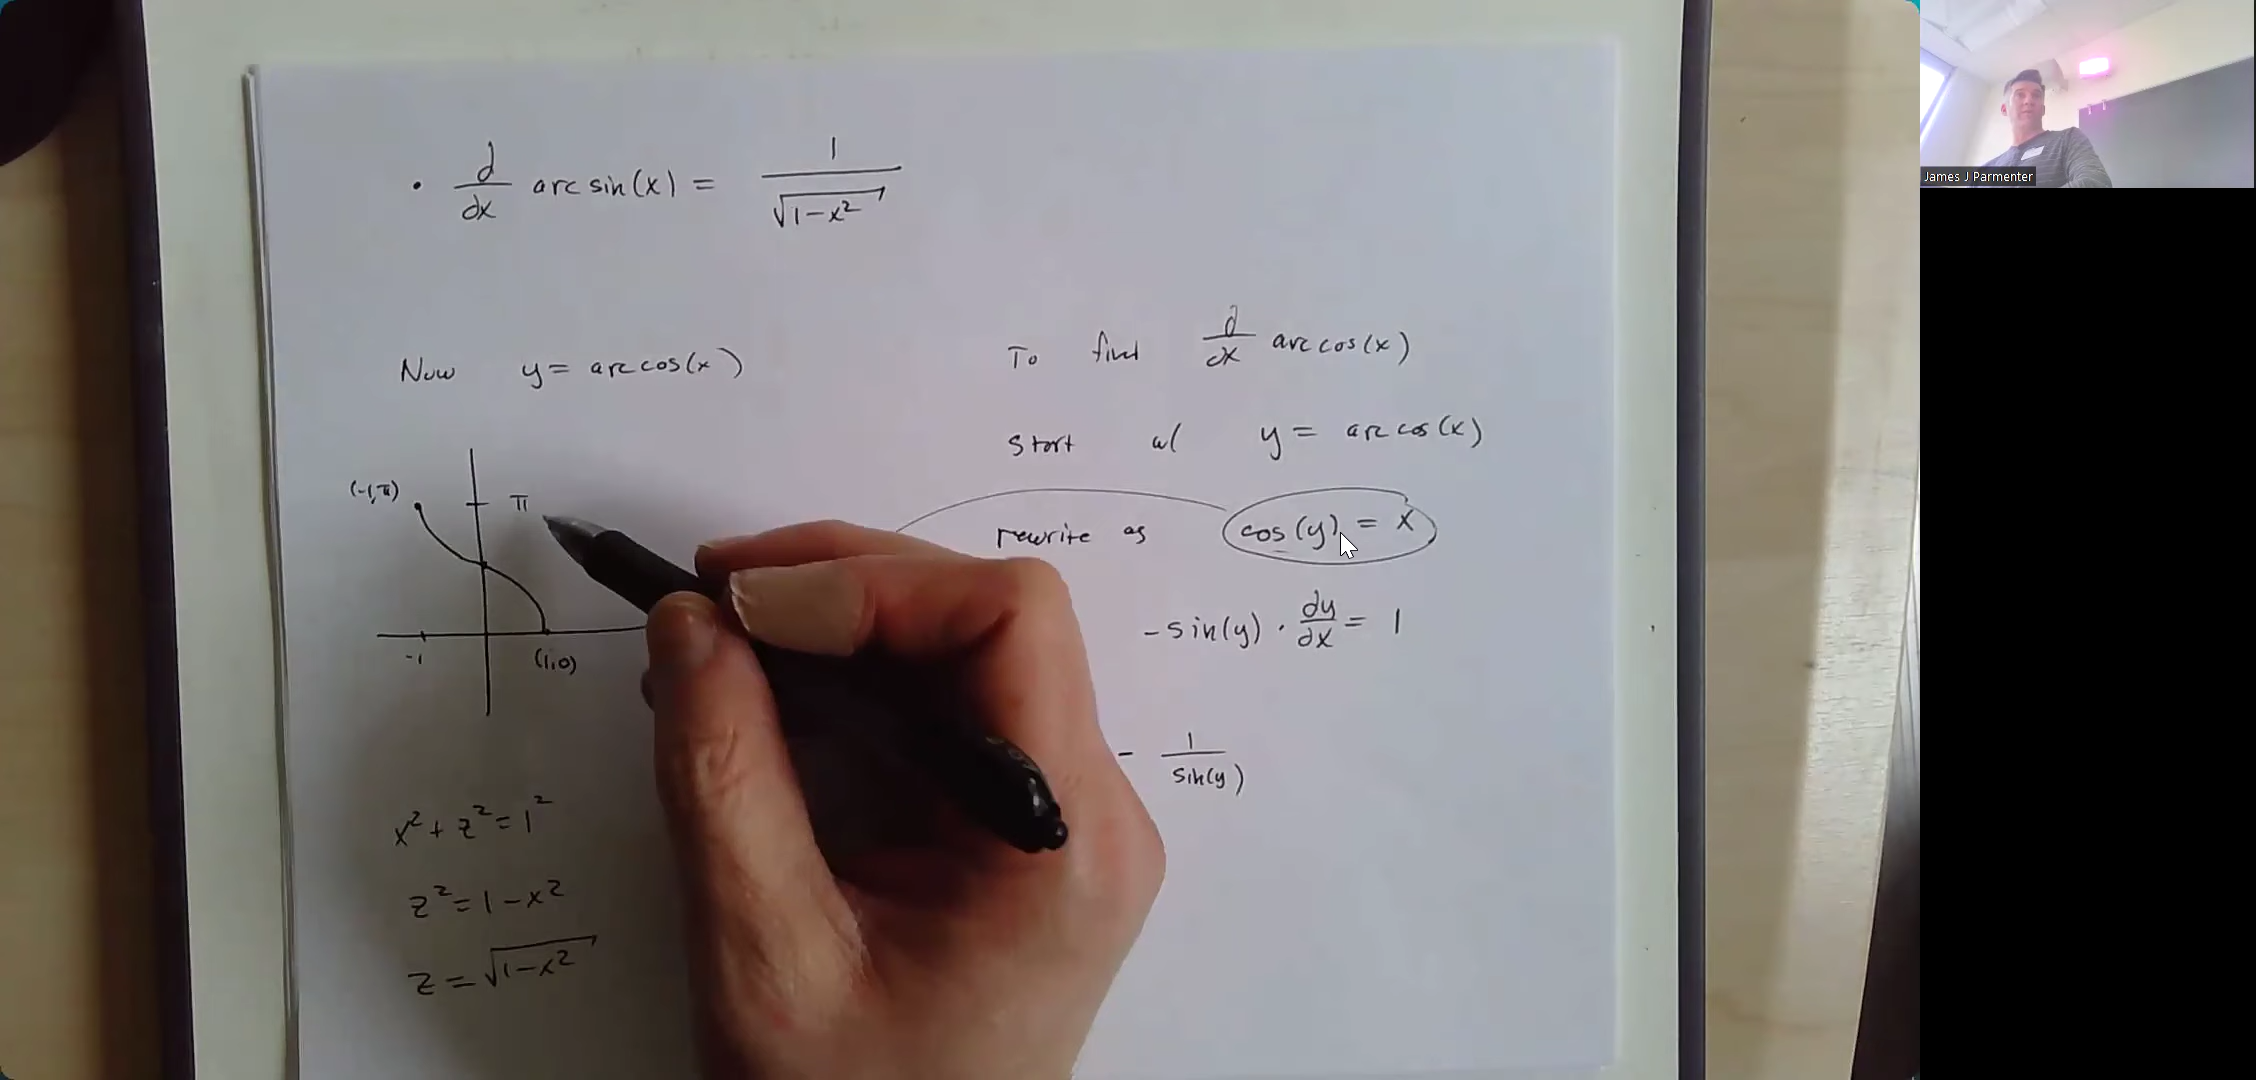 • d/dx arcsin(x) = 1/√(1-x²)
Now y = arccos(x)
(-1,π)
π
-1
(1,0)
x² + z² = 1²
z² = 1 - x²
z = √(1-x²)
To find d/dx arccos(x)
Start w/ y = arccos(x)
rewrite as cos(y) = x
-sin(y) · dy/dx = 1
- 1/sin(y)
James J Parmenter